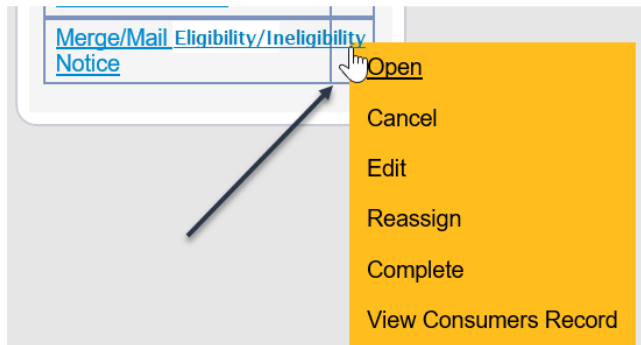 Merge/Mail Eligibility/Ineligibility
Notice
Open
Cancel
Edit
Reassign
Complete
View Consumers Record